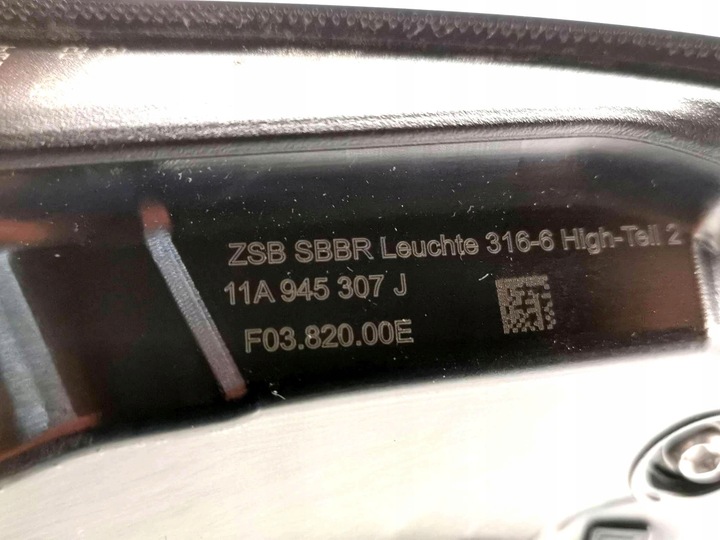 ZSB SBBR Leuchte 316-6 High-Teil 2
11A 945 307 J
F03.820.00E